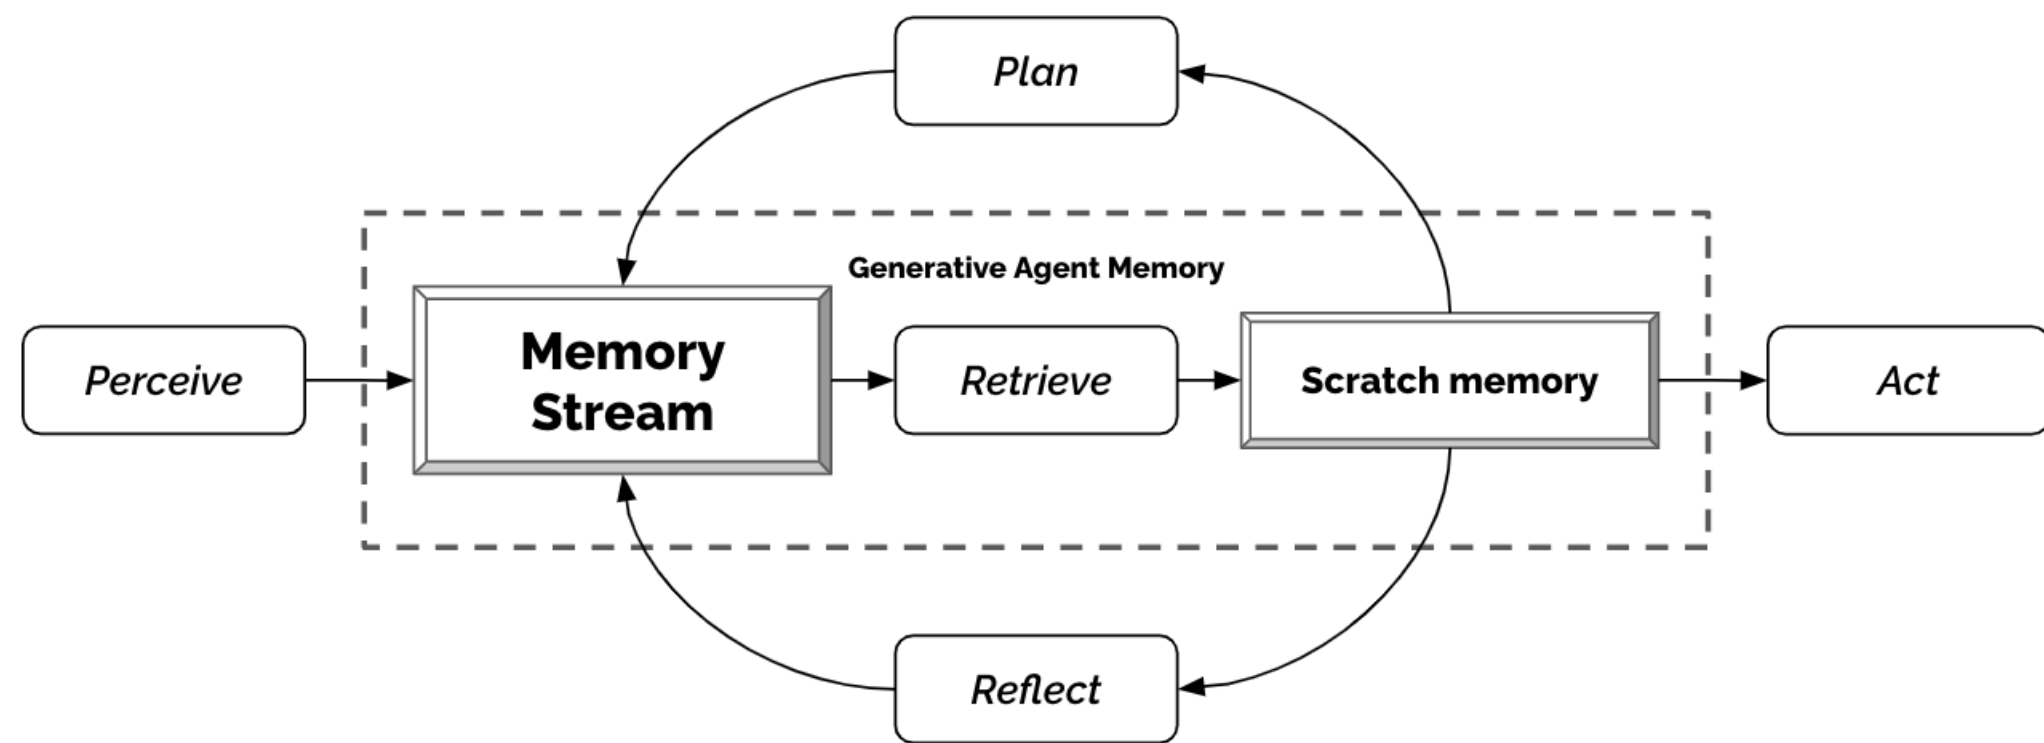 Plan
Generative Agent Memory
Perceive
Memory
Stream
Retrieve
Scratch memory
Act
Reflect